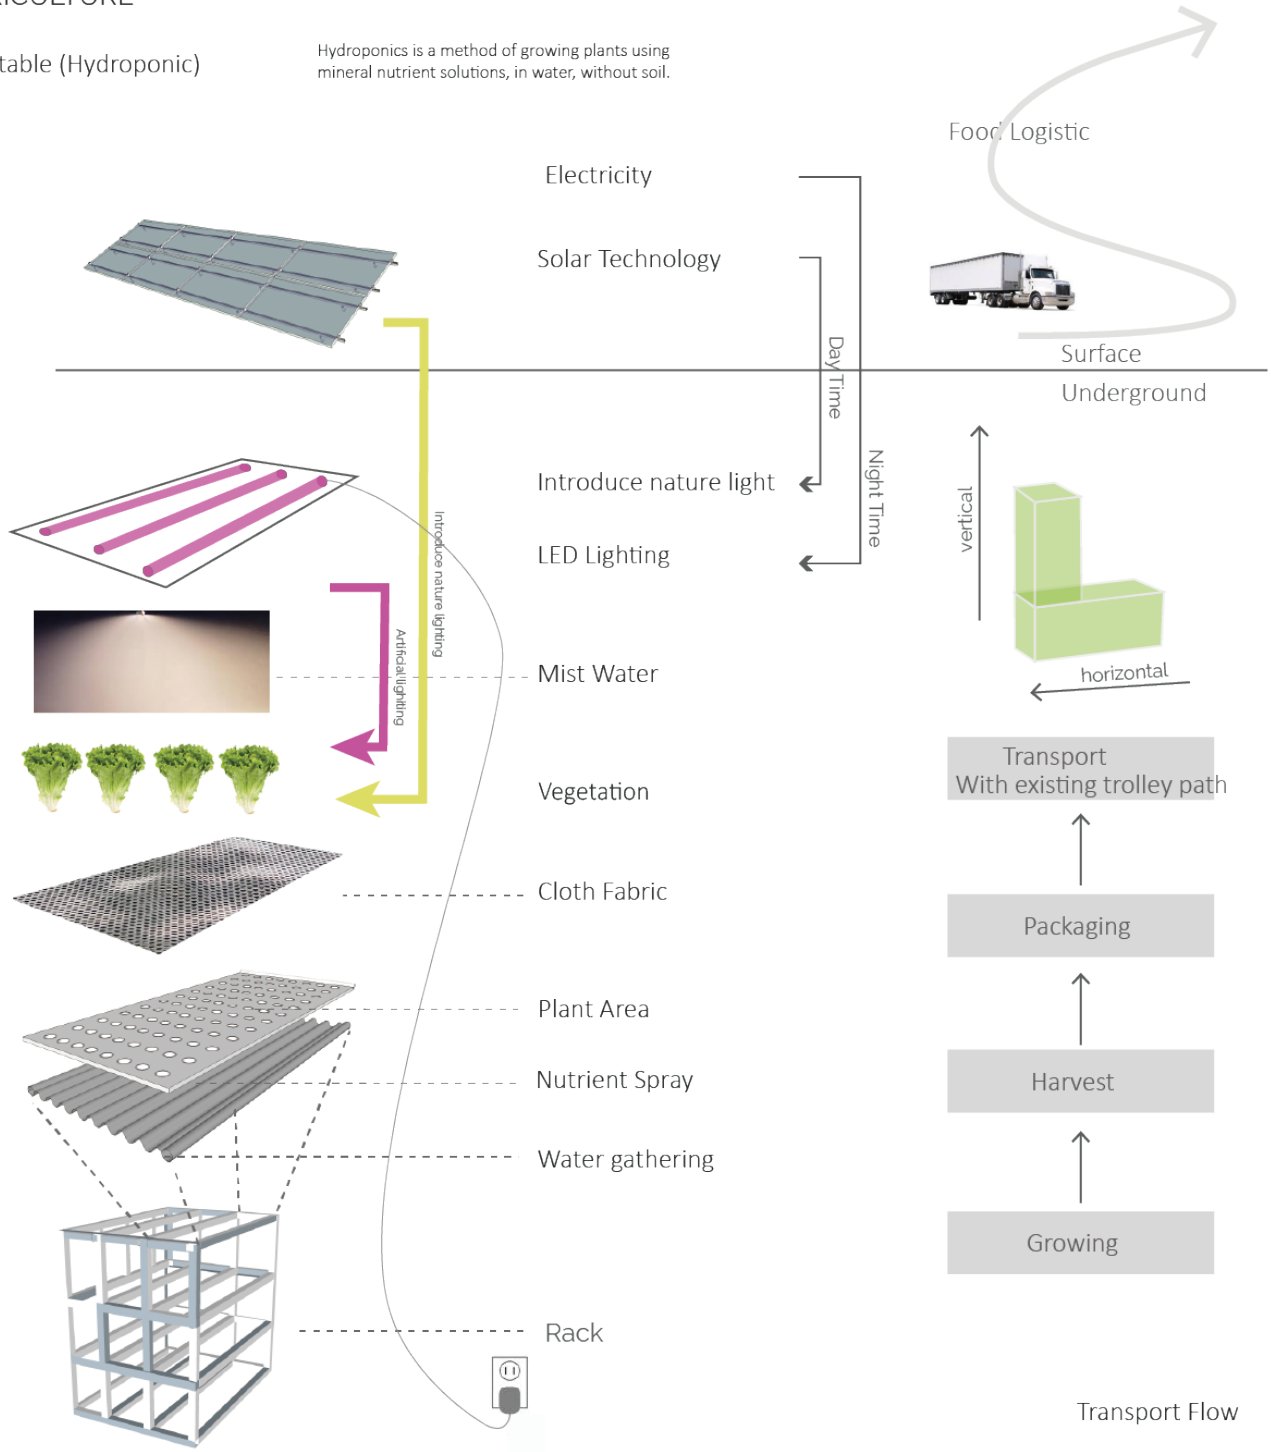 RICULTURE
table (Hydroponic)
Hydroponics is a method of growing plants using
mineral nutrient solutions, in water, without soil.
Food Logistic
Electricity
Solar Technology
Day Time
Surface
Underground
Introduce nature light
Night Time
LED Lighting
vertical
horizontal
Introduce nature lighting
Artificial lighiting
Mist Water
Vegetation
Cloth Fabric
Plant Area
Nutrient Spray
Water gathering
Rack
Transport
With existing trolley path
Packaging
Harvest
Growing
Transport Flow